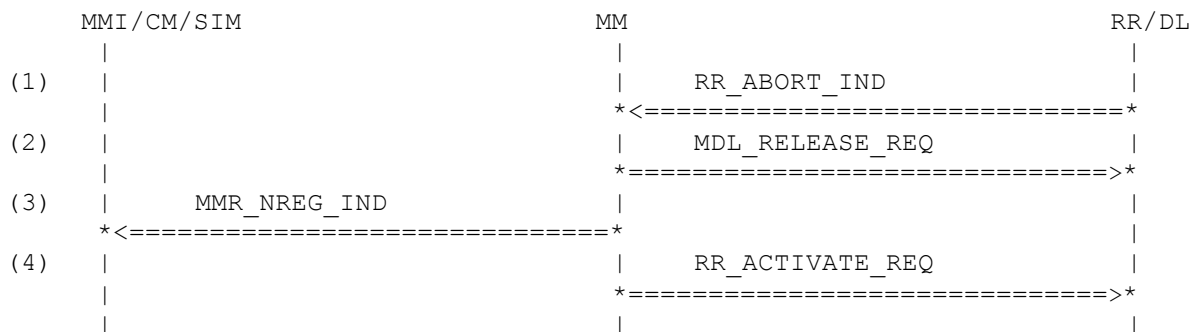 MMI/CM/SIM MM RR/DL
(1) RR_ABORT_IND
(2) MDL_RELEASE_REQ
(3) MMR_NREG_IND
(4) RR_ACTIVATE_REQ